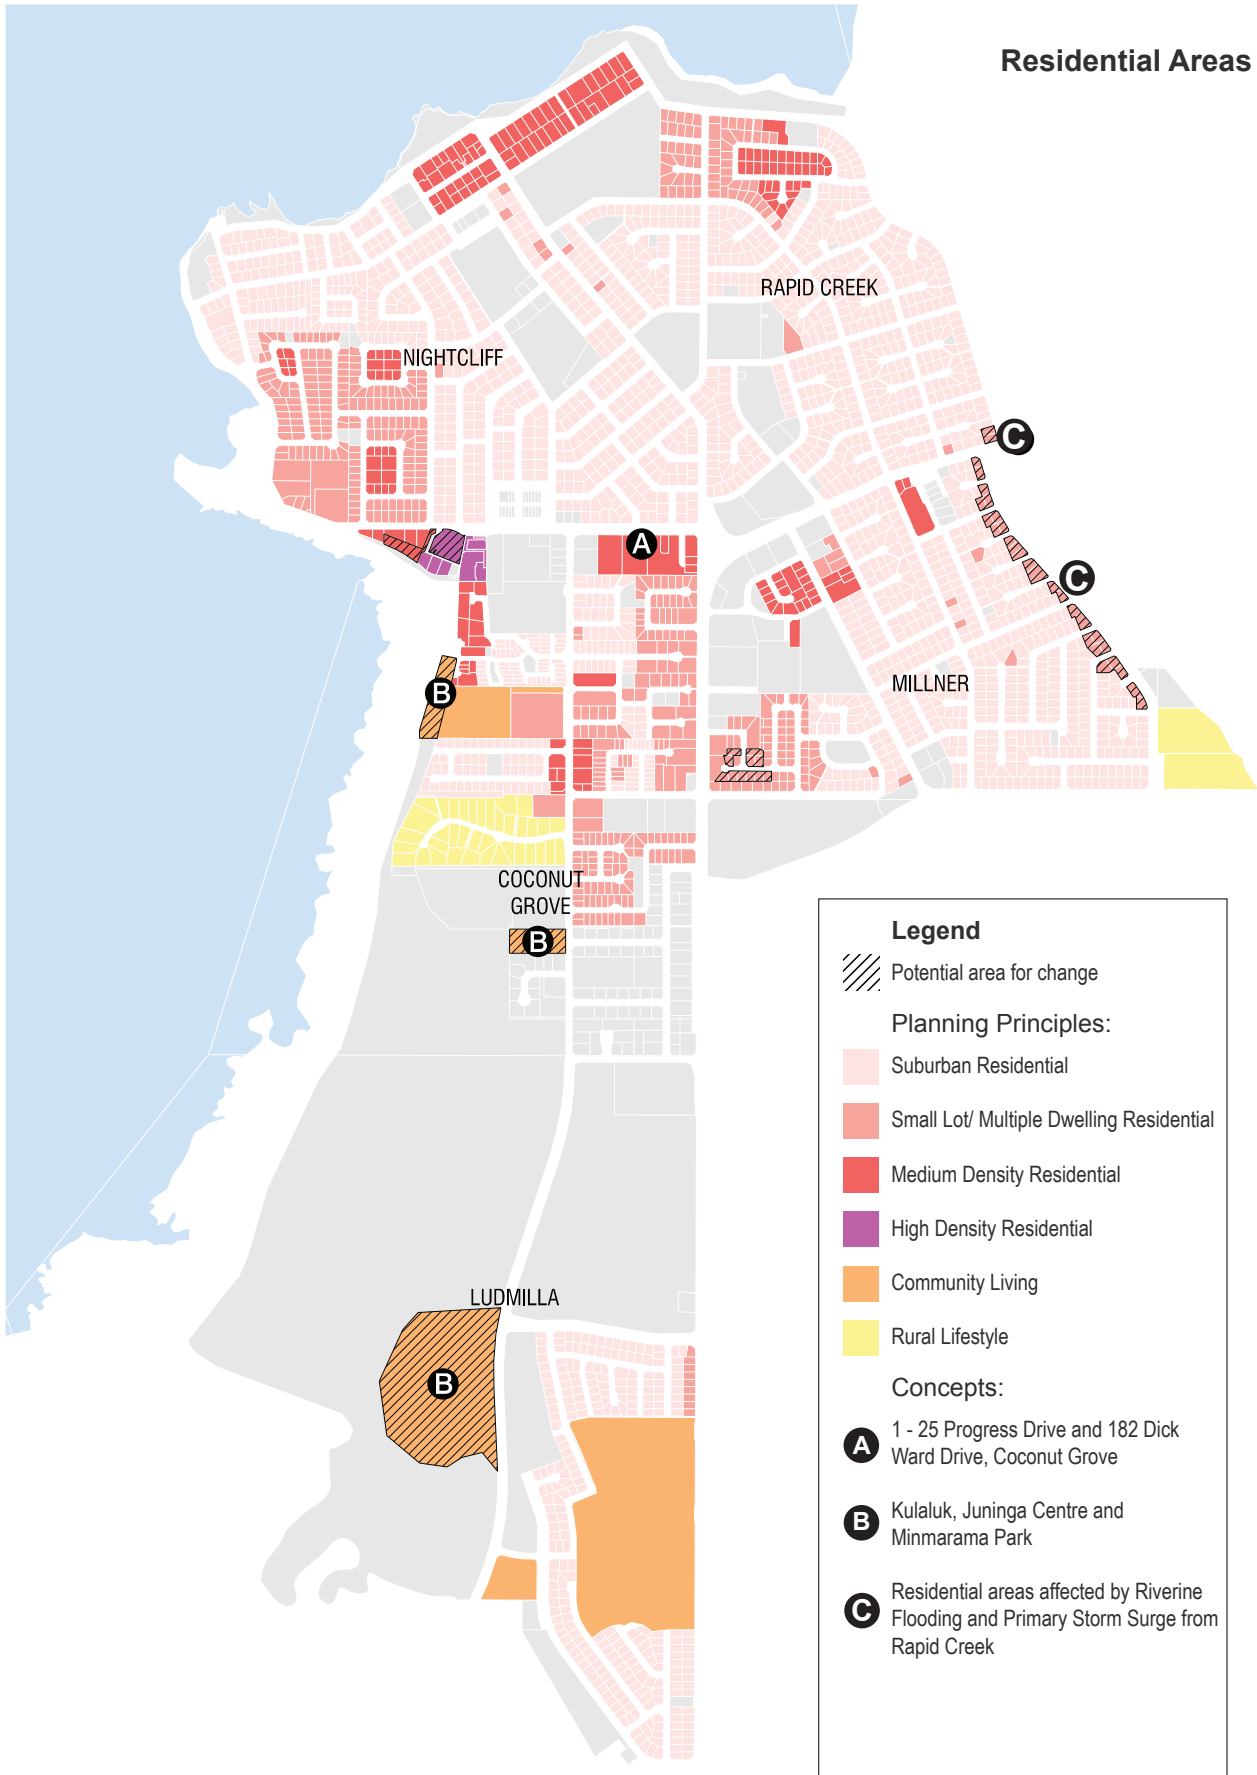 Residential Areas
RAPID CREEK
NIGHTCLIFF
C
A
C
B
MILLNER
COCONUT
GROVE
B
LUDMILLA
B
Legend
Potential area for change
Planning Principles:
Suburban Residential
Small Lot/ Multiple Dwelling Residential
Medium Density Residential
High Density Residential
Community Living
Rural Lifestyle
Concepts:
A
1 - 25 Progress Drive and 182 Dick
Ward Drive, Coconut Grove
B
Kulaluk, Juninga Centre and
Minmarama Park
C
Residential areas affected by Riverine
Flooding and Primary Storm Surge from
Rapid Creek